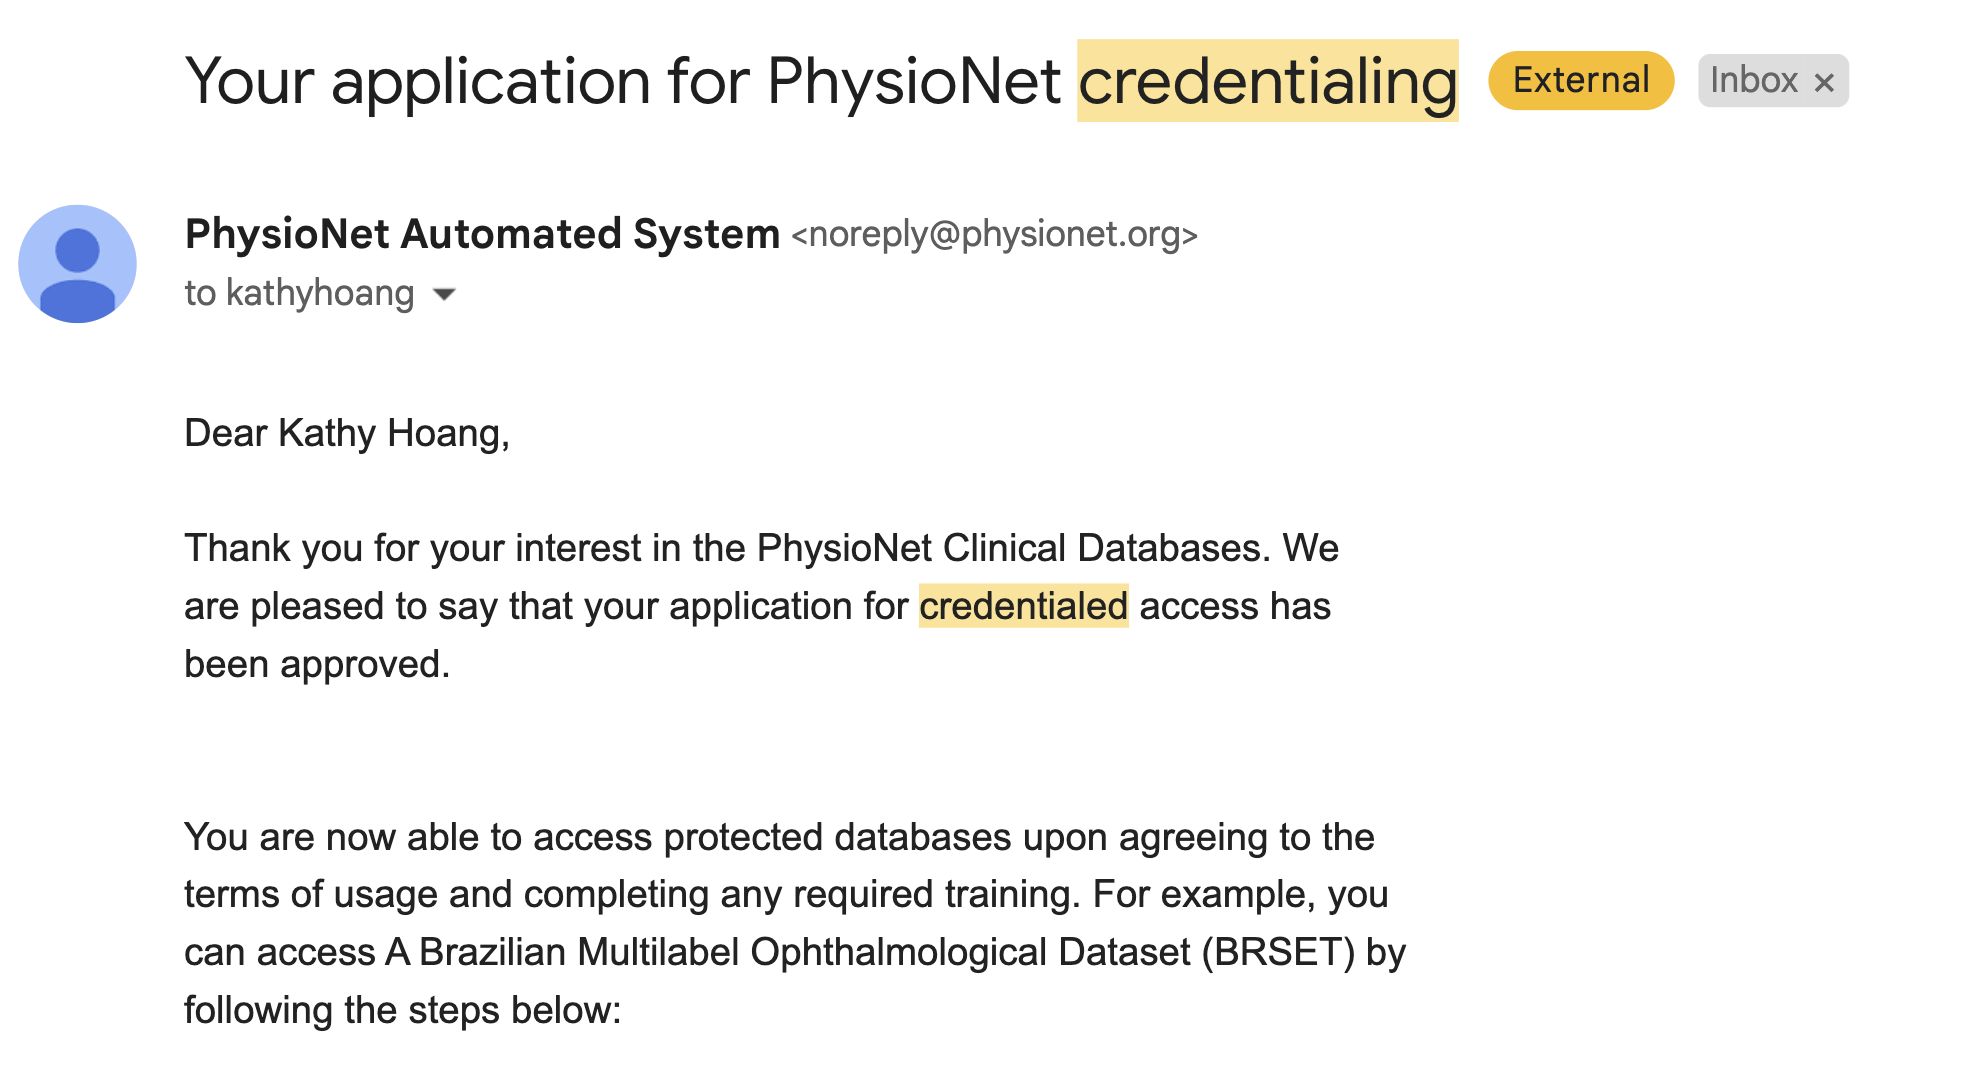 Your application for PhysioNet credentialing External Inbox ×
PhysioNet Automated System <noreply@physionet.org>
to kathyhoang
Dear Kathy Hoang,
Thank you for your interest in the PhysioNet Clinical Databases. We
are pleased to say that your application for credentialed access has
been approved.
You are now able to access protected databases upon agreeing to the
terms of usage and completing any required training. For example, you
can access A Brazilian Multilabel Ophthalmological Dataset (BRSET) by
following the steps below: